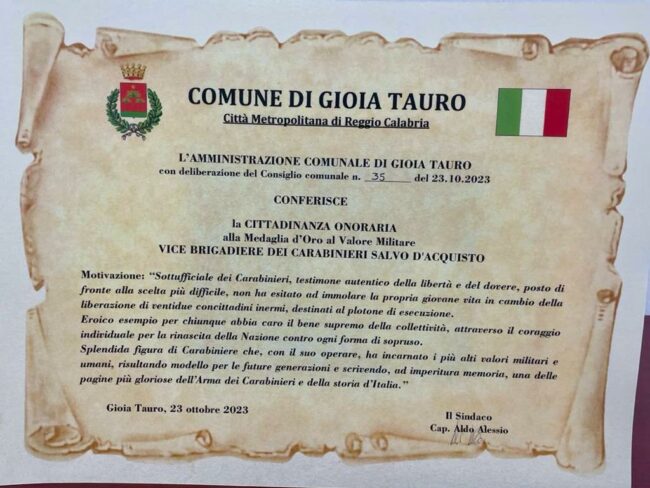 COMUNE DI GIOIA TAURO
Città Metropolitana di Reggio Calabria
L'AMMINISTRAZIONE COMUNALE DI GIOIA TAURO
con deliberazione del Consiglio comunale n. 35 del 23.10.2023
CONFERISCE
la CITTADINANZA ONORARIA
alla Medaglia d'Oro al Valore Militare
VICE BRIGADIERE DEI CARABINIERI SALVO D'ACQUISTO
Motivazione: "Sottufficiale dei Carabinieri, testimone autentico della libertà e del dovere, posto di
fronte alla scelta più difficile, non ha esitato ad immolare la propria giovane vita in cambio della
liberazione di ventidue concittadini inermi, destinati al plotone di esecuzione.
Eroico esempio per chiunque abbia caro il bene supremo della collettività, attraverso il coraggio
individuale per la rinascita della Nazione contro ogni forma di sopruso.
Splendida figura di Carabiniere che, con il suo operare, ha incarnato i più alti valori militari e
umani, risultando modello per le future generazioni e scrivendo, ad imperitura memoria, una delle
pagine più gloriose dell'Arma dei Carabinieri e della storia d'Italia."
Gioia Tauro, 23 ottobre 2023
Il Sindaco
Cap. Aldo Alessio